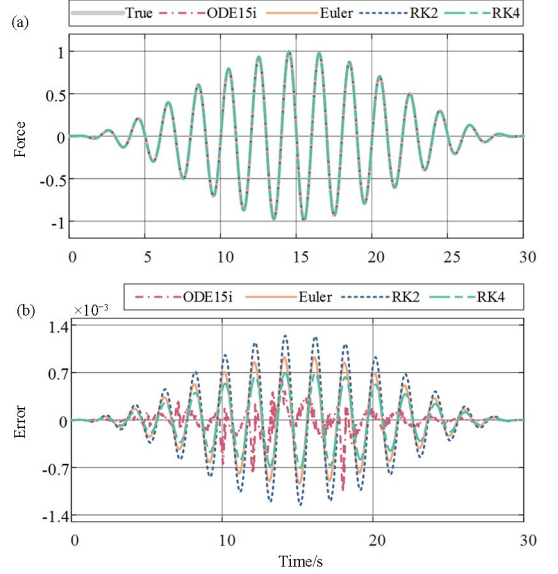 (a)
True ODE15i Euler RK2 RK4
1
0.5
0
-0.5
-1
Force
0 5 10 15 20 25 30
(b)
ODE15i Euler RK2 RK4
×10⁻³
1.4
0.7
0
-0.7
-1.4
Error
0 10 20 30
Time/s